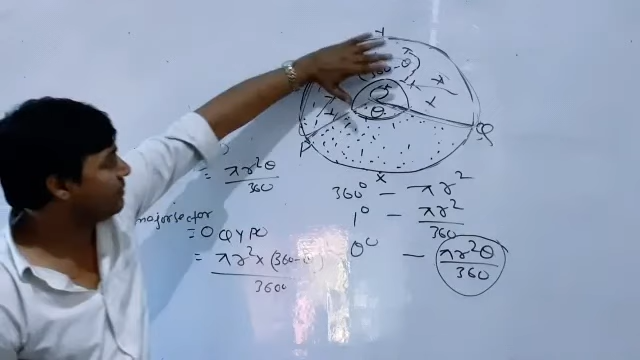 Y
(360-θ
O
θ
P
Q
X
= πr²θ/360
major sector
= OQYPO
= πr² x (360-θ)/360°
360° - πr²
1° - πr²/360
θ° - πr²θ/360